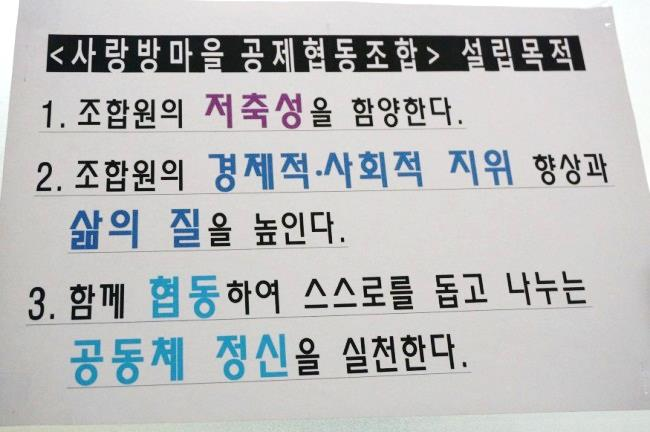 <사랑방마을 공제협동조합> 설립목적
1. 조합원의 저축성을 함양한다.
2. 조합원의 경제적·사회적 지위 향상과
삶의 질을 높인다.
3. 함께 협동하여 스스로를 돕고 나누는
공동체 정신을 실천한다.